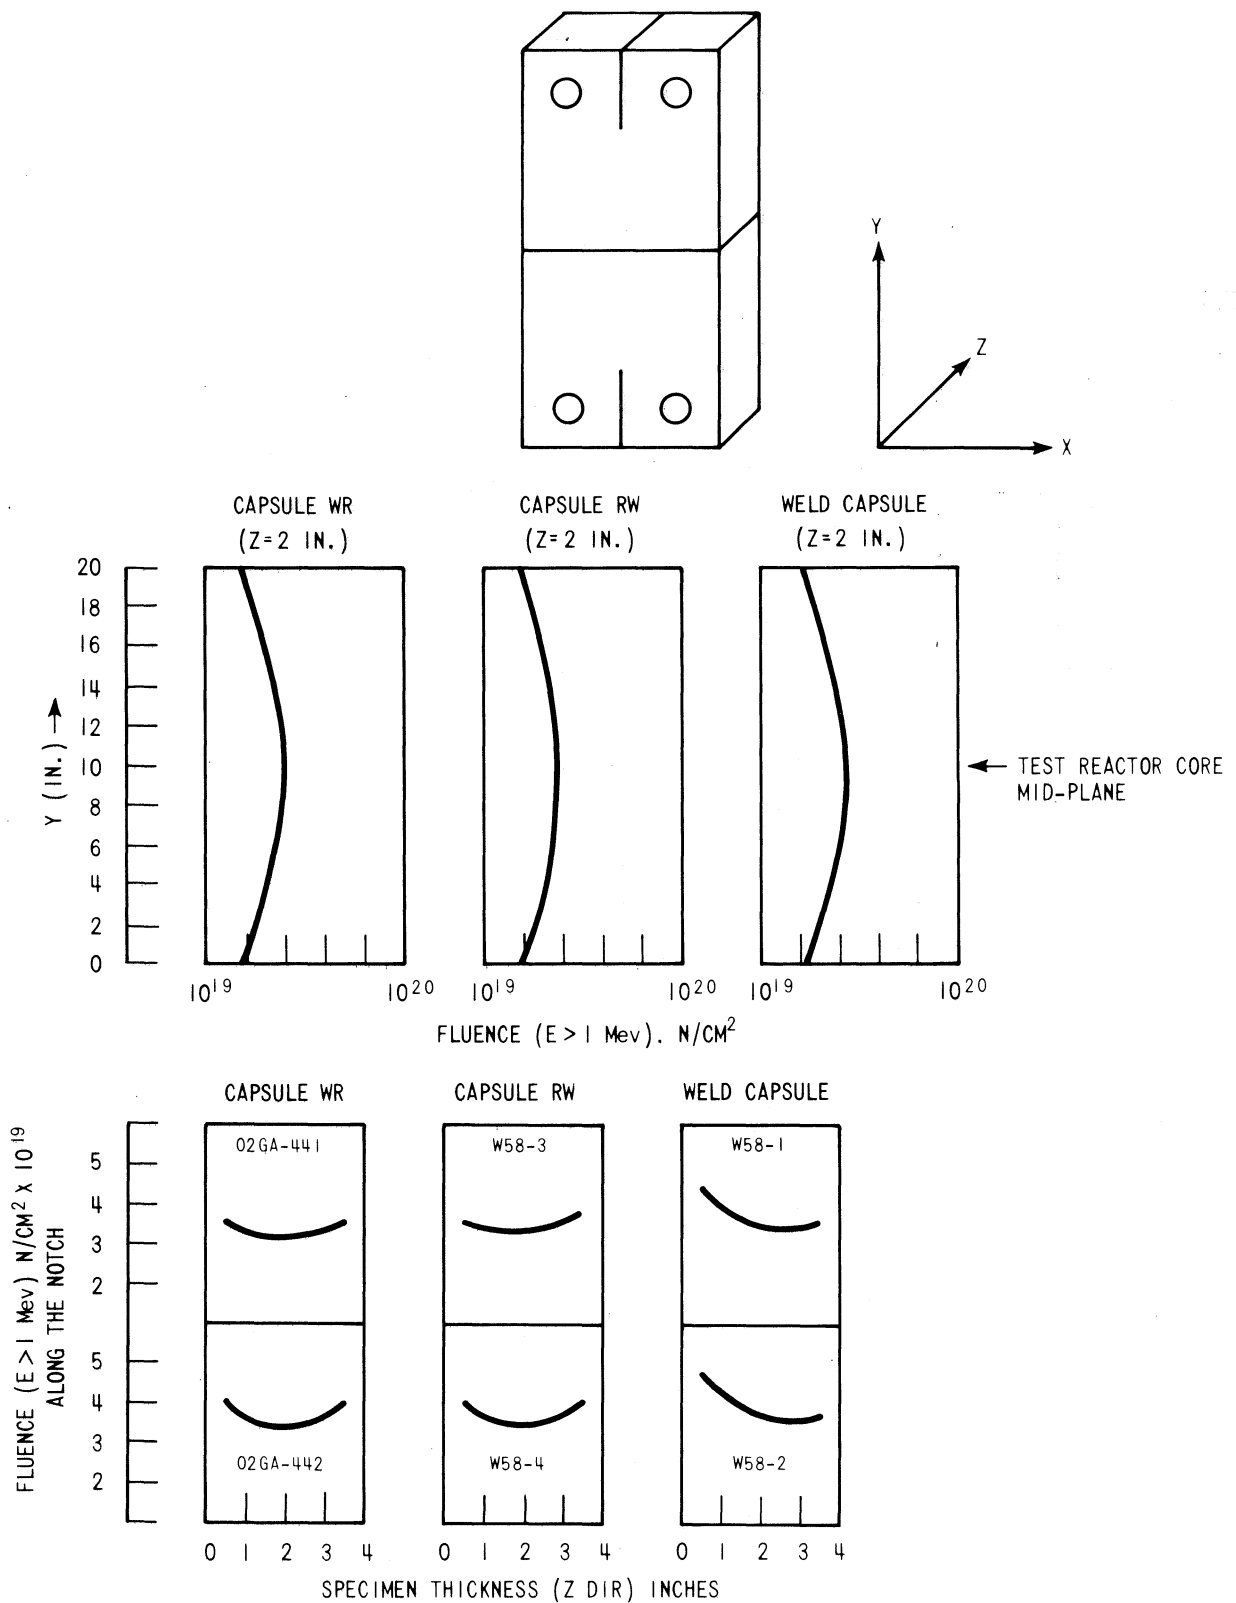 Y
Z
X
CAPSULE WR
(Z=2 IN.)
CAPSULE RW
(Z=2 IN.)
WELD CAPSULE
(Z=2 IN.)
20
18
16
14
12
10
8
6
4
2
0
Y (IN.) →
← TEST REACTOR CORE
MID-PLANE
10¹⁹ 10²⁰
10¹⁹ 10²⁰
10¹⁹ 10²⁰
FLUENCE (E > 1 Mev). N/CM²
CAPSULE WR
CAPSULE RW
WELD CAPSULE
FLUENCE (E > 1 Mev) N/CM² X 10¹⁹
ALONG THE NOTCH
5
4
3
2
5
4
3
2
02GA-441
W58-3
W58-1
02GA-442
W58-4
W58-2
0 1 2 3 4
0 1 2 3 4
0 1 2 3 4
SPECIMEN THICKNESS (Z DIR) INCHES